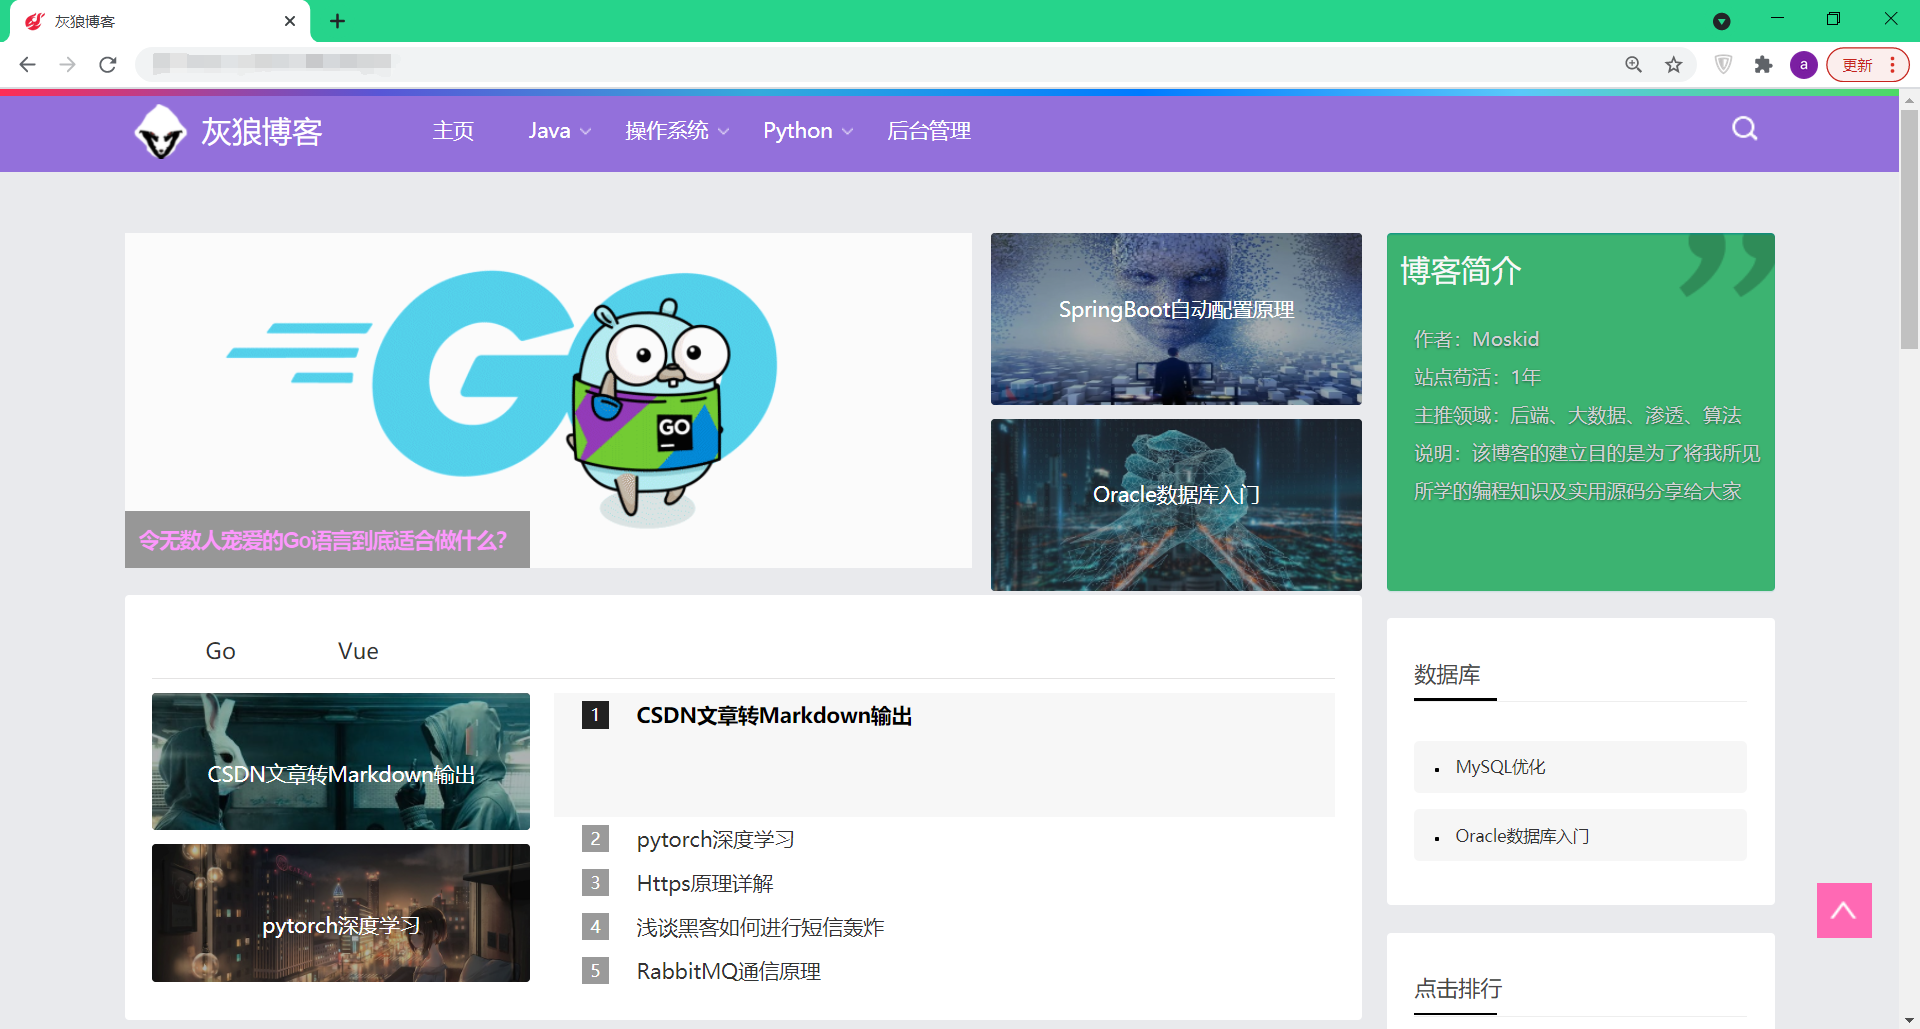 灰狼博客
a
更新
灰狼博客
主页
Java
操作系统
Python
后台管理
GO
GO
令无数人宠爱的Go语言到底适合做什么?
SpringBoot自动配置原理
Oracle数据库入门
博客简介
作者：Moskid
站点苟活：1年
主推领域：后端、大数据、渗透、算法
说明：该博客的建立目的是为了将我所见
所学的编程知识及实用源码分享给大家
Go
Vue
CSDN文章转Markdown输出
pytorch深度学习
1 CSDN文章转Markdown输出
2 pytorch深度学习
3 Https原理详解
4 浅谈黑客如何进行短信轰炸
5 RabbitMQ通信原理
数据库
MySQL优化
Oracle数据库入门
点击排行